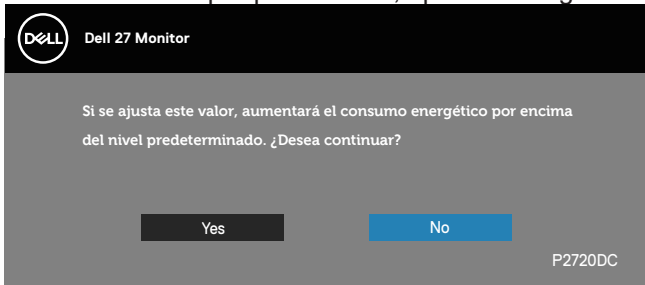 DELL
Dell 27 Monitor
Si se ajusta este valor, aumentará el consumo energético por encima
del nivel predeterminado. ¿Desea continuar?
Yes
No
P2720DC